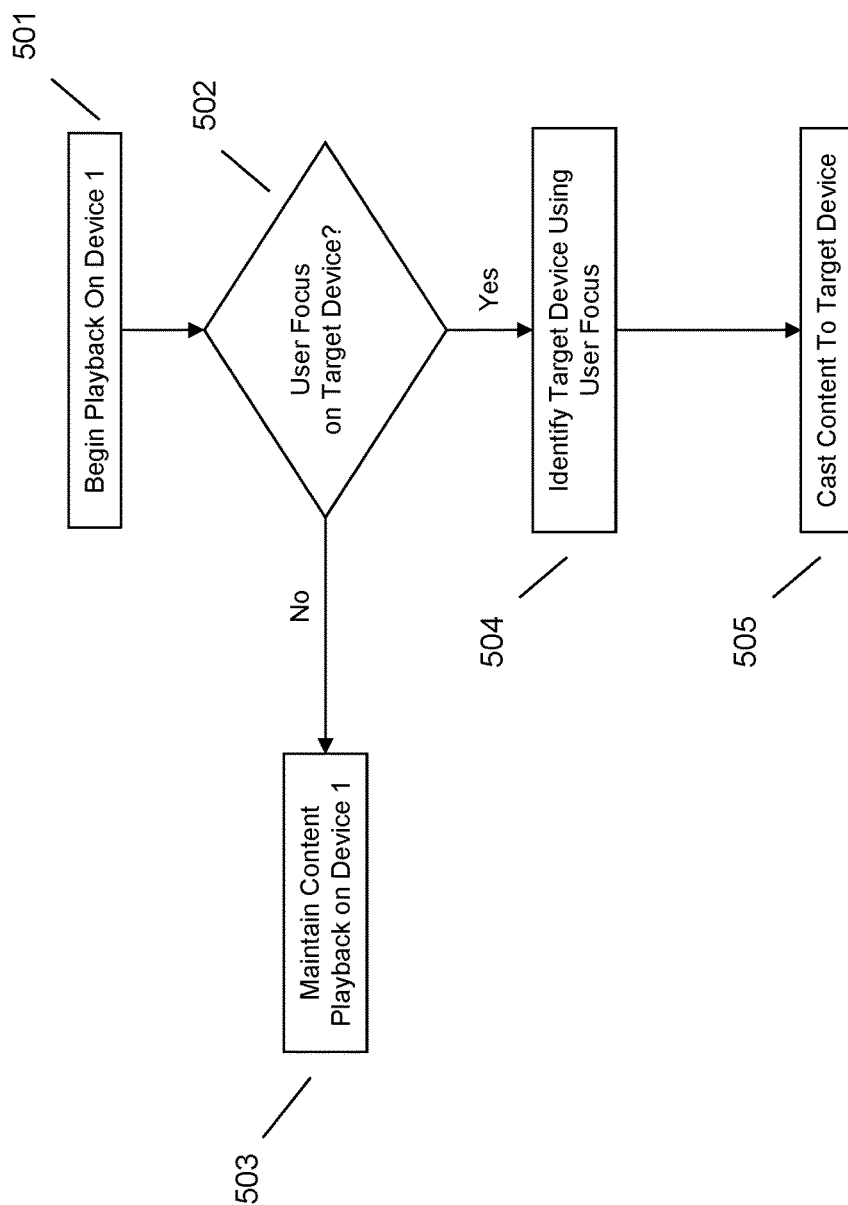 501
Begin Playback On Device 1
502
User Focus
on Target Device?
No
Yes
503
Maintain Content
Playback on Device 1
504
Identify Target Device Using
User Focus
505
Cast Content To Target Device